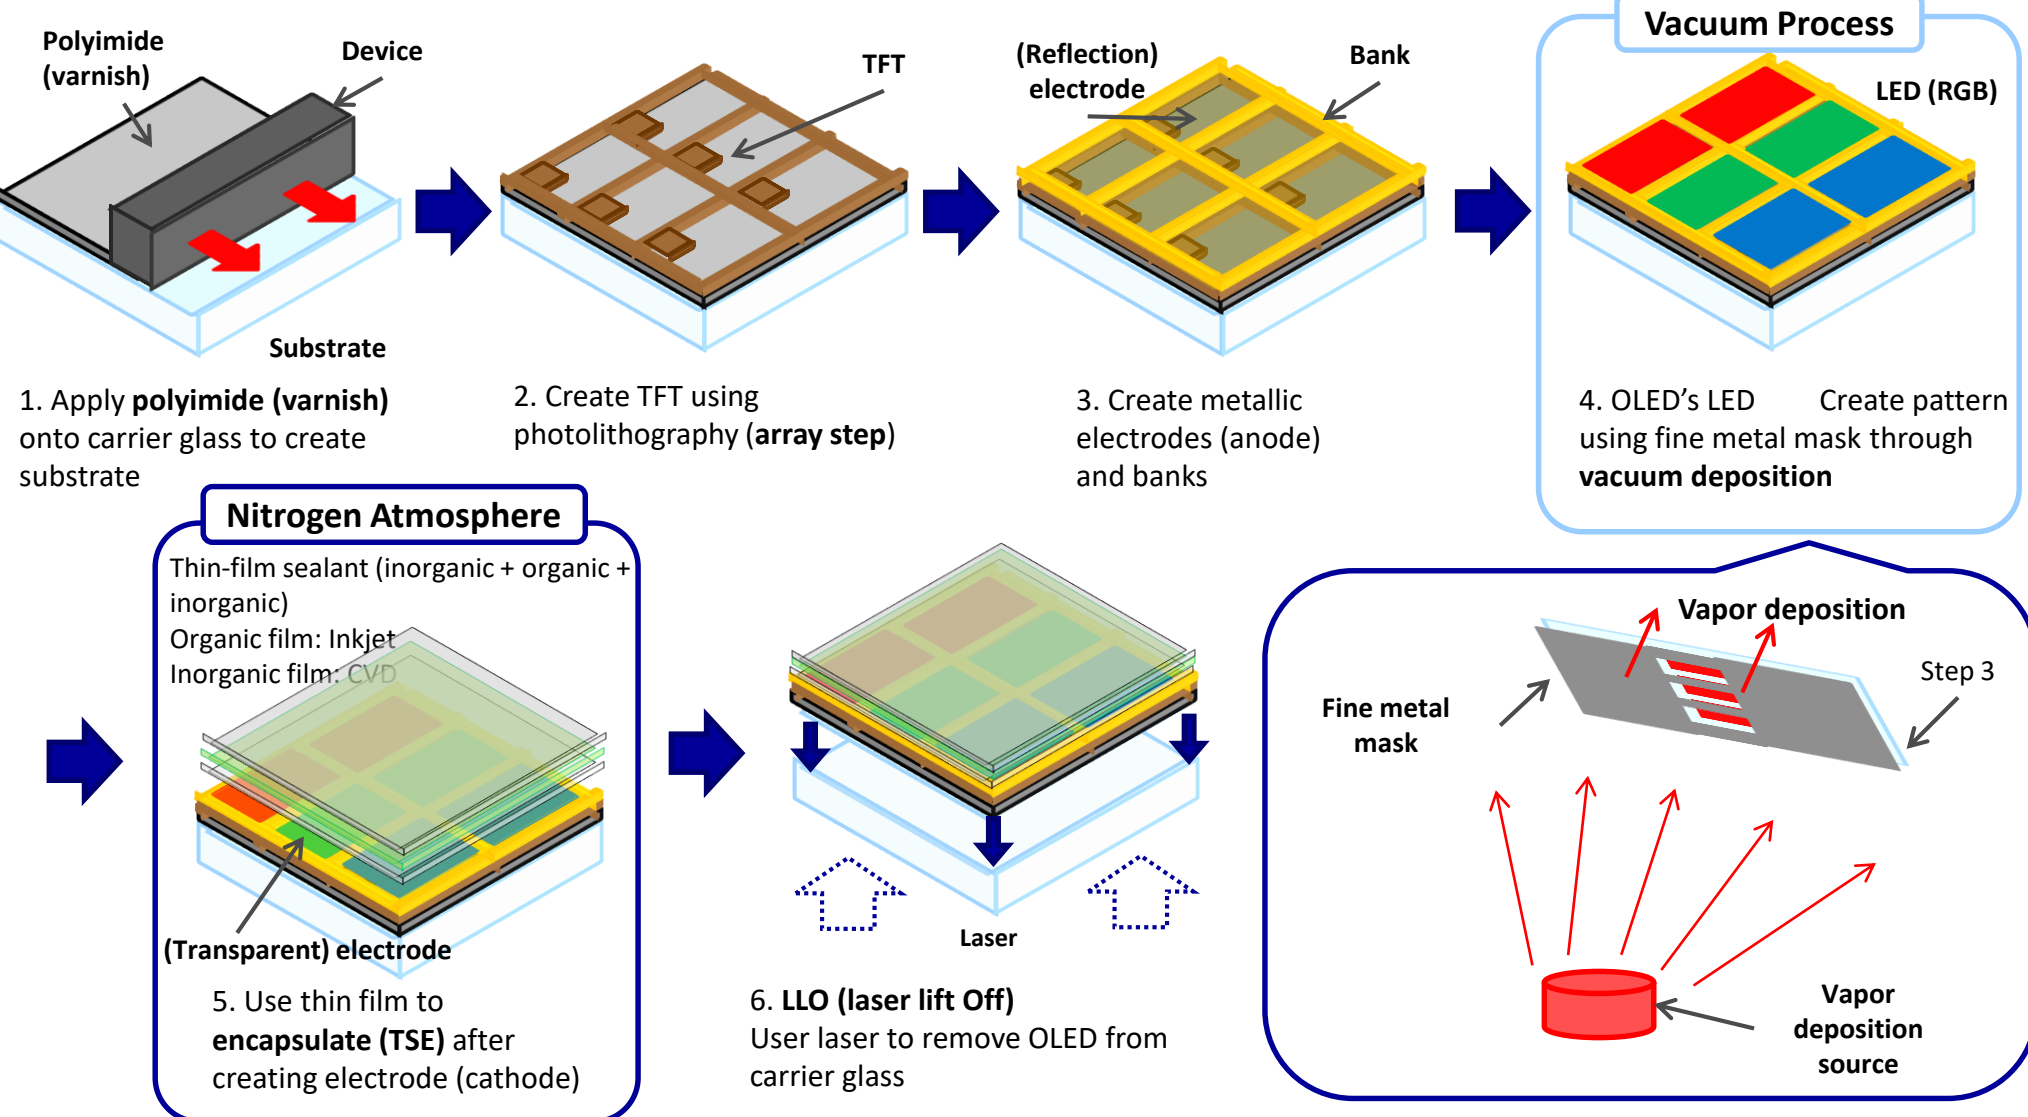 Polyimide
(varnish)
Device
Substrate
1. Apply polyimide (varnish)
onto carrier glass to create
substrate
TFT
2. Create TFT using
photolithography (array step)
(Reflection)
electrode
Bank
3. Create metallic
electrodes (anode)
and banks
Vacuum Process
LED (RGB)
4. OLED’s LED Create pattern
using fine metal mask through
vacuum deposition
Nitrogen Atmosphere
Thin-film sealant (inorganic + organic +
inorganic)
Organic film: Inkjet
Inorganic film: CVD
(Transparent) electrode
5. Use thin film to
encapsulate (TSE) after
creating electrode (cathode)
Laser
6. LLO (laser lift Off)
User laser to remove OLED from
carrier glass
Vapor deposition
Step 3
Fine metal
mask
Vapor
deposition
source